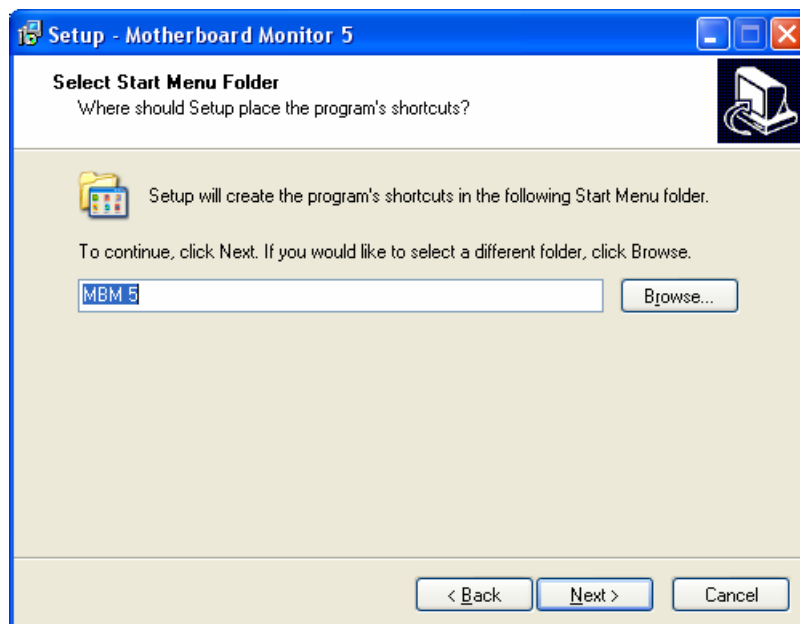 Setup - Motherboard Monitor 5
Select Start Menu Folder
Where should Setup place the program's shortcuts?
Setup will create the program's shortcuts in the following Start Menu folder.
To continue, click Next. If you would like to select a different folder, click Browse.
MBM 5
Browse...
< Back
Next >
Cancel